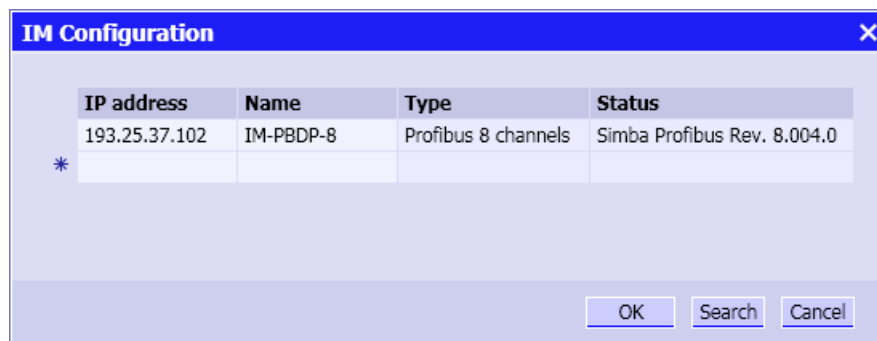 IM Configuration
IP address Name Type Status
193.25.37.102 IM-PBDP-8 Profibus 8 channels Simba Profibus Rev. 8.004.0
*
OK Search Cancel